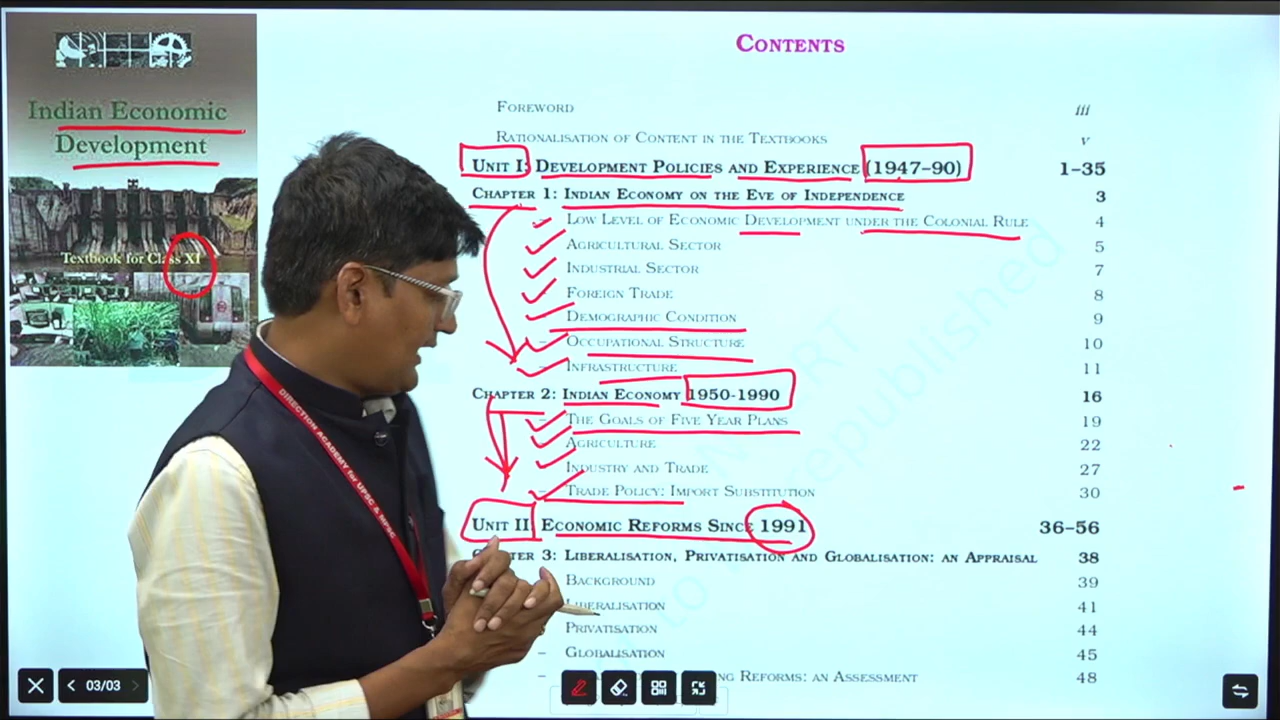 Indian Economic
Development
Textbook for Class XI
CONTENTS
FOREWORD iii
RATIONALISATION OF CONTENT IN THE TEXTBOOKS v
UNIT I: DEVELOPMENT POLICIES AND EXPERIENCE (1947–90) 1–35
CHAPTER 1: INDIAN ECONOMY ON THE EVE OF INDEPENDENCE 3
– LOW LEVEL OF ECONOMIC DEVELOPMENT UNDER THE COLONIAL RULE 4
– AGRICULTURAL SECTOR 5
– INDUSTRIAL SECTOR 7
– FOREIGN TRADE 8
– DEMOGRAPHIC CONDITION 9
– OCCUPATIONAL STRUCTURE 10
– INFRASTRUCTURE 11
CHAPTER 2: INDIAN ECONOMY 1950-1990 16
– THE GOALS OF FIVE YEAR PLANS 19
– AGRICULTURE 22
– INDUSTRY AND TRADE 27
– TRADE POLICY: IMPORT SUBSTITUTION 30
UNIT II: ECONOMIC REFORMS SINCE 1991 36–56
CHAPTER 3: LIBERALISATION, PRIVATISATION AND GLOBALISATION: AN APPRAISAL 38
BACKGROUND 39
LIBERALISATION 41
PRIVATISATION 44
– GLOBALISATION 45
– REFORMS: AN ASSESSMENT 48
republished
DIRECTION ACADEMY for UPSC & MPSC
03/03